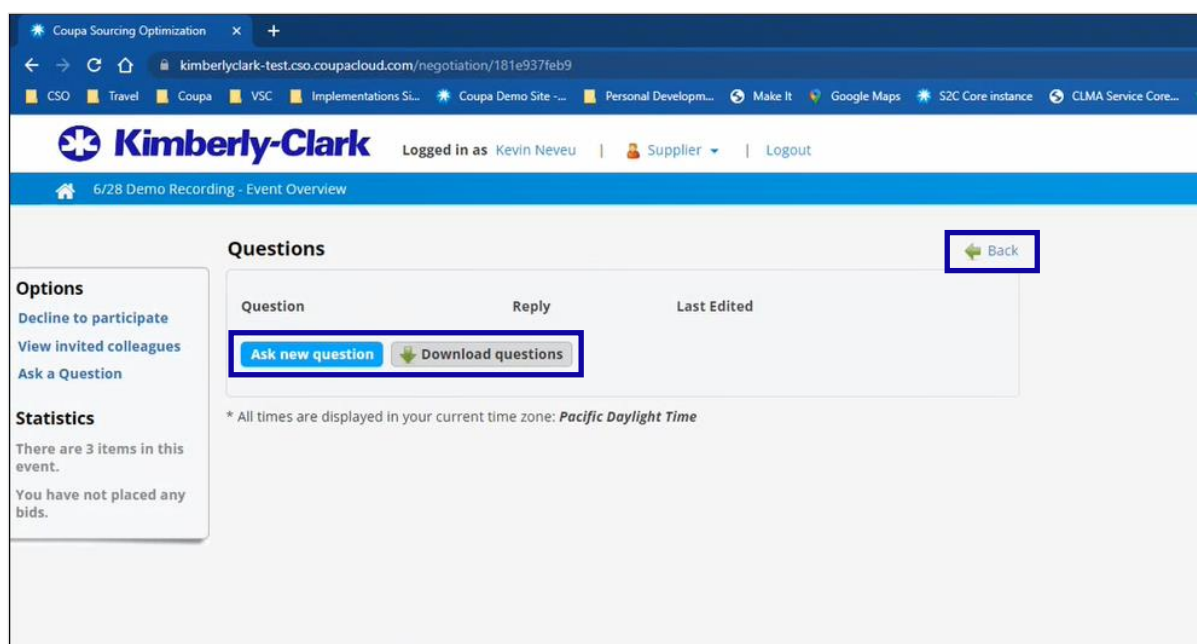 Coupa Sourcing Optimization
kimberlyclark-test.cso.coupacloud.com/negotiation/181e937feb9
CSO Travel Coupa VSC Implementations Si... Coupa Demo Site -... Personal Developm... Make It Google Maps S2C Core instance CLMA Service Core...
Kimberly-Clark Logged in as Kevin Neveu | Supplier | Logout
6/28 Demo Recording - Event Overview
Questions Back
Options
Decline to participate
View invited colleagues
Ask a Question
Statistics
There are 3 items in this
event.
You have not placed any
bids.
Question Reply Last Edited
Ask new question Download questions
* All times are displayed in your current time zone: Pacific Daylight Time